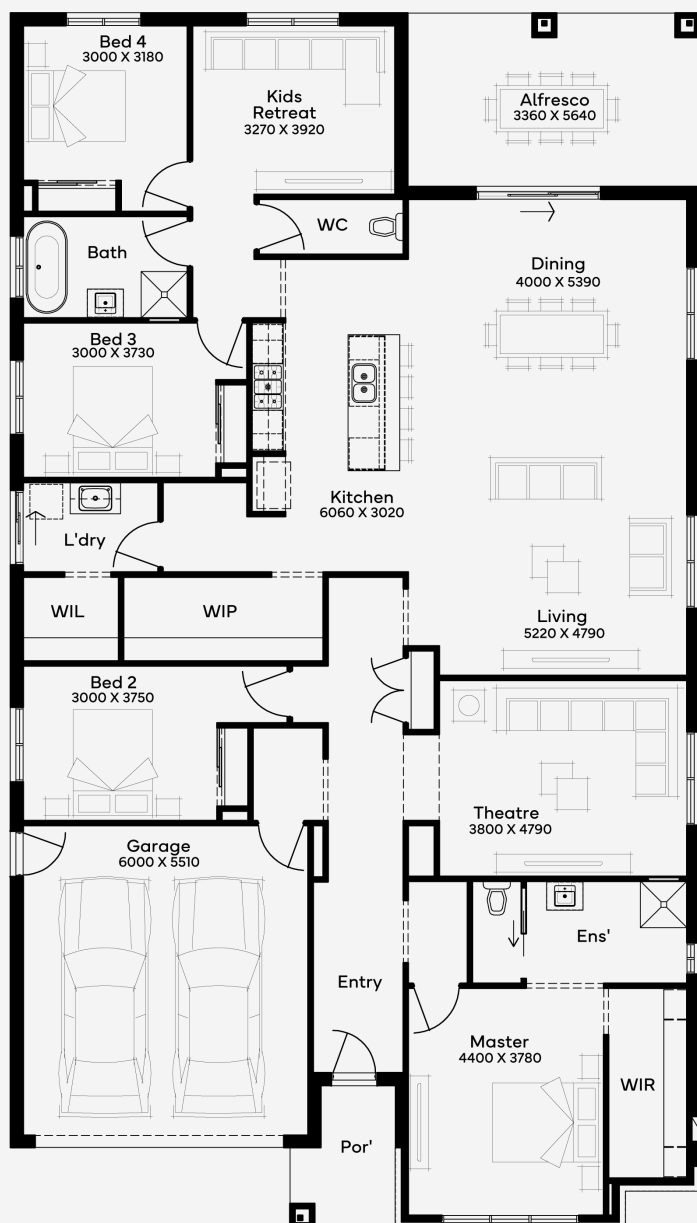 Bed 4
3000 X 3180
Kids
Retreat
3270 X 3920
Alfresco
3360 X 5640
WC
Bath
Dining
4000 X 5390
Bed 3
3000 X 3730
Kitchen
6060 X 3020
L'dry
WIL
WIP
Living
5220 X 4790
Bed 2
3000 X 3750
Theatre
3800 X 4790
Garage
6000 X 5510
Ens'
Entry
Master
4400 X 3780
WIR
Por'